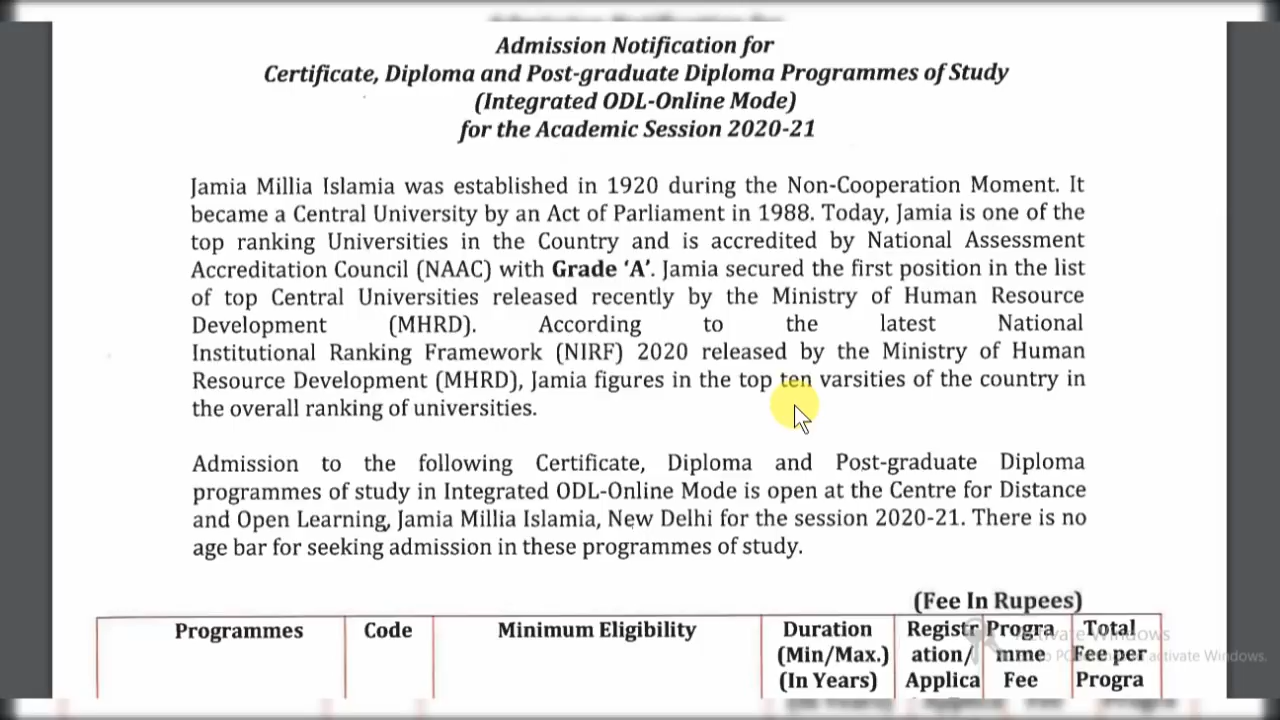 Admission Notification for
Certificate, Diploma and Post-graduate Diploma Programmes of Study
(Integrated ODL-Online Mode)
for the Academic Session 2020-21
Jamia Millia Islamia was established in 1920 during the Non-Cooperation Moment. It
became a Central University by an Act of Parliament in 1988. Today, Jamia is one of the
top ranking Universities in the Country and is accredited by National Assessment
Accreditation Council (NAAC) with Grade ‘A’. Jamia secured the first position in the list
of top Central Universities released recently by the Ministry of Human Resource
Development (MHRD). According to the latest National
Institutional Ranking Framework (NIRF) 2020 released by the Ministry of Human
Resource Development (MHRD), Jamia figures in the top ten varsities of the country in
the overall ranking of universities.
Admission to the following Certificate, Diploma and Post-graduate Diploma
programmes of study in Integrated ODL-Online Mode is open at the Centre for Distance
and Open Learning, Jamia Millia Islamia, New Delhi for the session 2020-21. There is no
age bar for seeking admission in these programmes of study.
(Fee In Rupees)
Programmes Code Minimum Eligibility Duration Registr Progra Total
(Min/Max.) ation/ mme Fee per
(In Years) Applica Fee Progra
Activate Windows
to activate Windows.